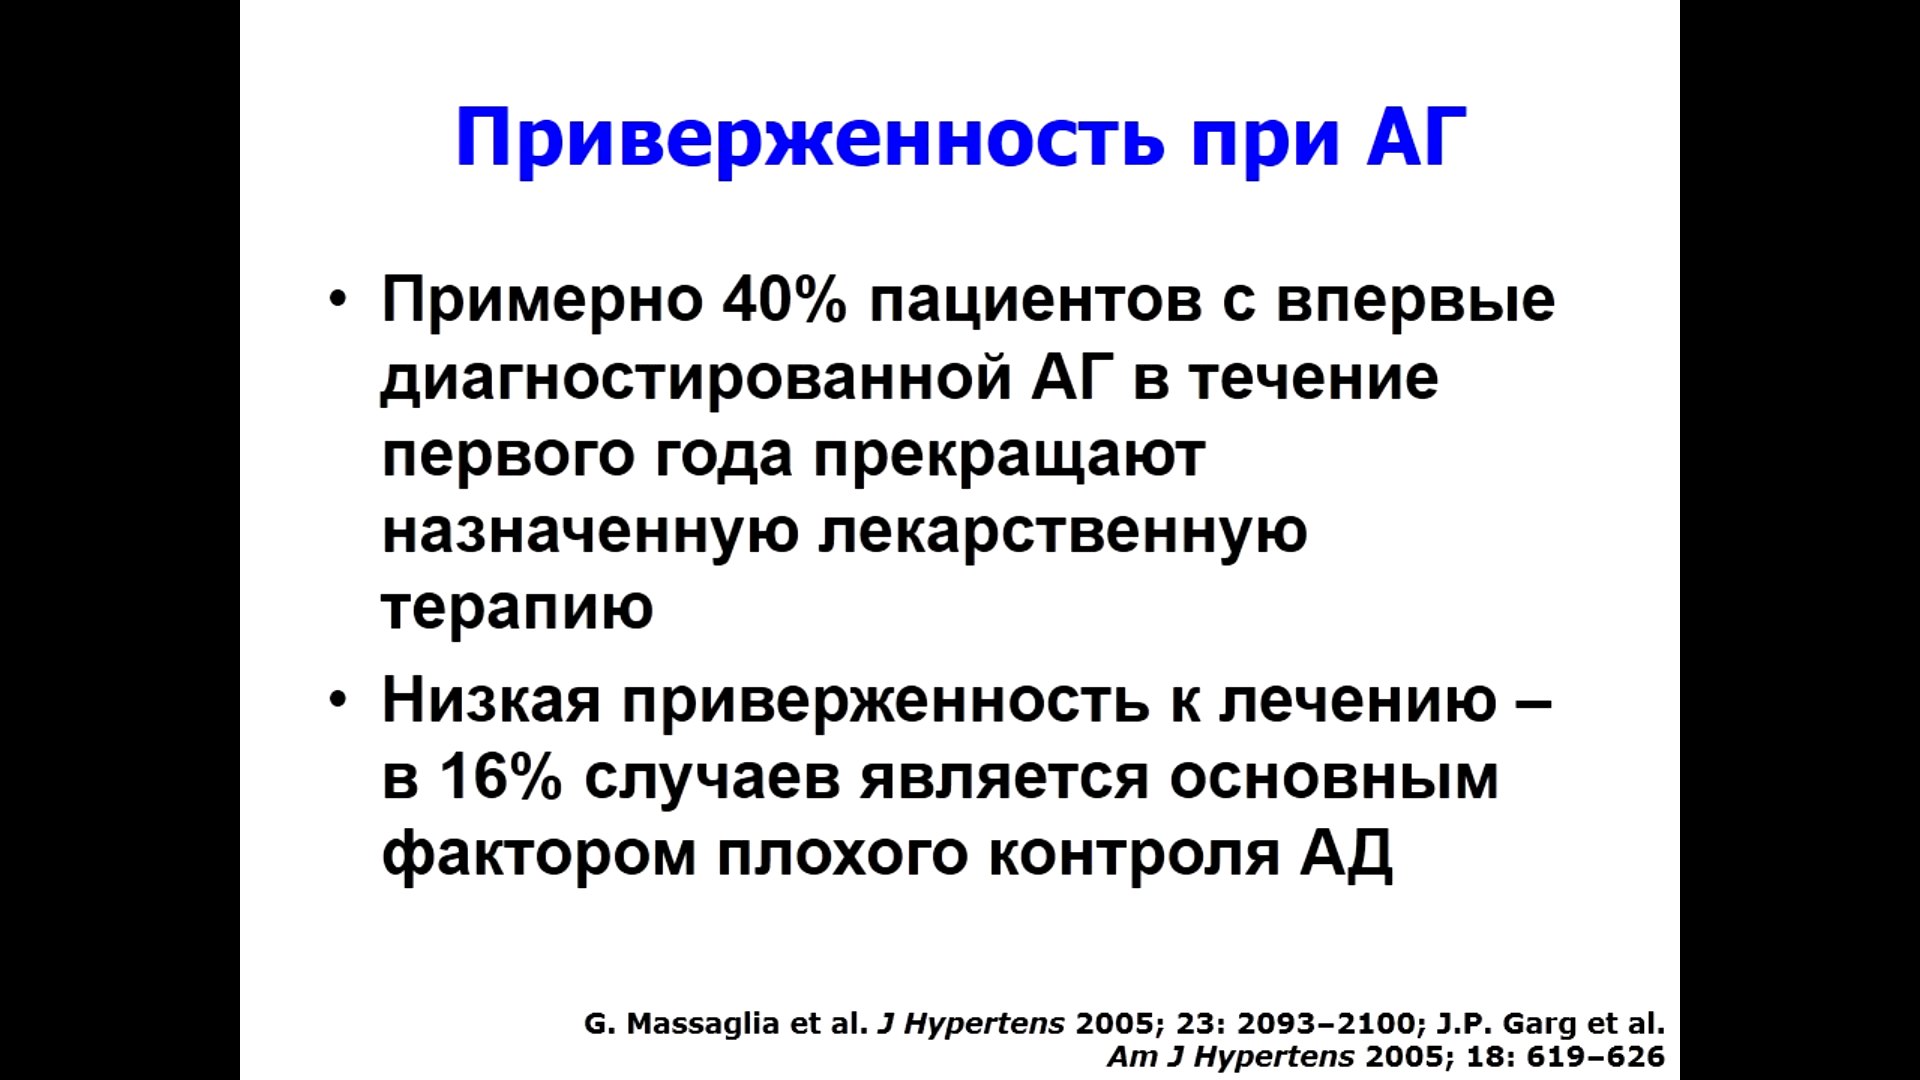 Приверженность при АГ
• Примерно 40% пациентов с впервые
диагностированной АГ в течение
первого года прекращают
назначенную лекарственную
терапию
• Низкая приверженность к лечению –
в 16% случаев является основным
фактором плохого контроля АД
G. Massaglia et al. J Hypertens 2005; 23: 2093–2100; J.P. Garg et al.
Am J Hypertens 2005; 18: 619–626